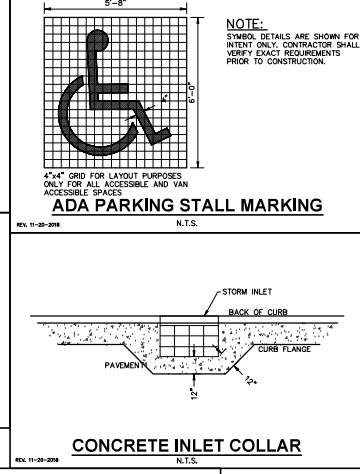 5'-8"
NOTE:
SYMBOL DETAILS ARE SHOWN FOR
INTENT ONLY. CONTRACTOR SHALL
VERIFY EXACT REQUIREMENTS
PRIOR TO CONSTRUCTION.
6'-0"
4"
4"x4" GRID FOR LAYOUT PURPOSES
ONLY FOR ALL ACCESSIBLE AND VAN
ACCESSIBLE SPACES
ADA PARKING STALL MARKING
REV. 11-20-2018
N.T.S.
STORM INLET
BACK OF CURB
CURB FLANGE
PAVEMENT
12"
12"
CONCRETE INLET COLLAR
REV. 11-20-2018
N.T.S.